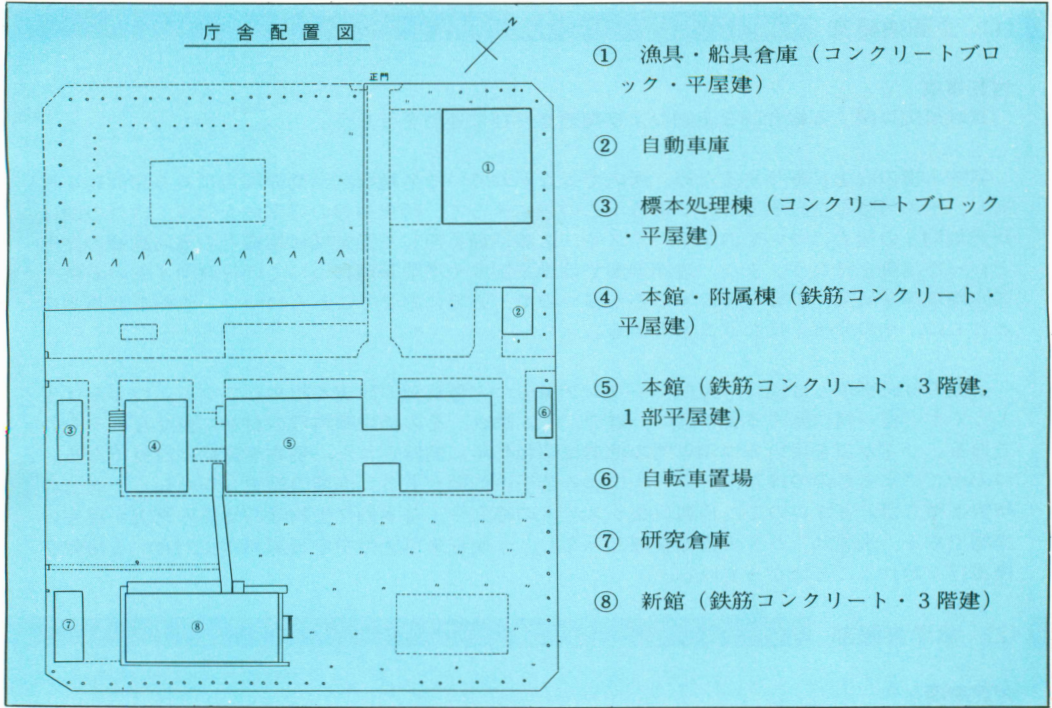 庁舎配置図
N
正門
①
②
③
④
⑤
⑥
⑦
⑧
① 漁具・船具倉庫（コンクリートブロ
ック・平屋建）
② 自動車庫
③ 標本処理棟（コンクリートブロック
・平屋建）
④ 本館・附属棟（鉄筋コンクリート・
平屋建）
⑤ 本館（鉄筋コンクリート・3階建，
1部平屋建）
⑥ 自転車置場
⑦ 研究倉庫
⑧ 新館（鉄筋コンクリート・3階建）